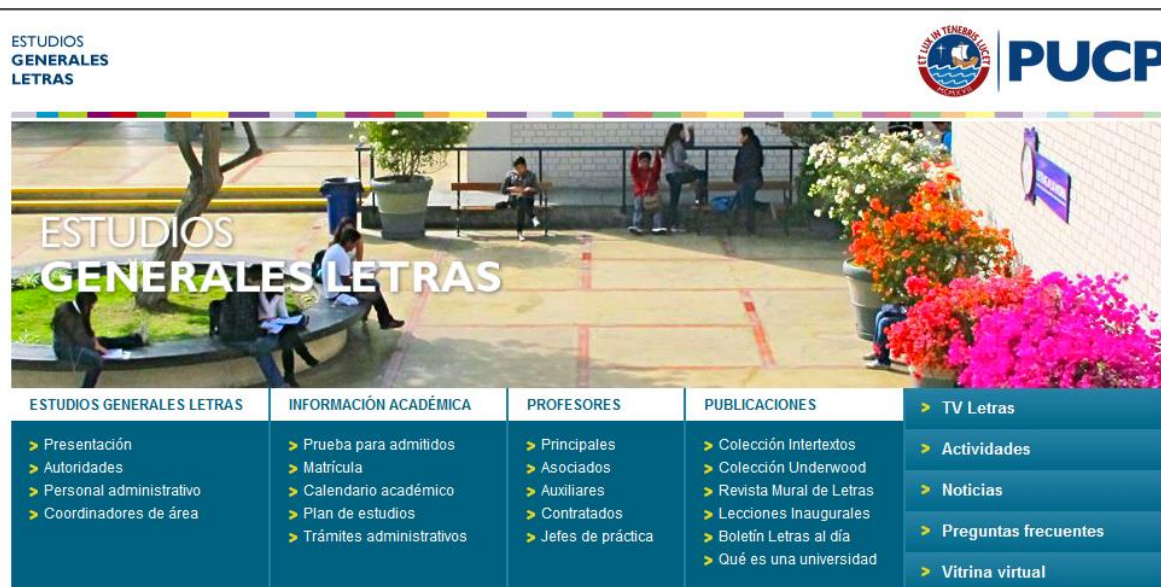 ESTUDIOS
GENERALES
LETRAS
ET LUX IN TENEBRIS LUCET
MCMXVII
PUCP
ESTUDIOS
GENERALES LETRAS
ESTUDIOS GENERALES LETRAS
Presentación
Autoridades
Personal administrativo
Coordinadores de área
INFORMACIÓN ACADÉMICA
Prueba para admitidos
Matrícula
Calendario académico
Plan de estudios
Trámites administrativos
PROFESORES
Principales
Asociados
Auxiliares
Contratados
Jefes de práctica
PUBLICACIONES
Colección Intertextos
Colección Underwood
Revista Mural de Letras
Lecciones Inaugurales
Boletín Letras al día
Qué es una universidad
TV Letras
Actividades
Noticias
Preguntas frecuentes
Vitrina virtual